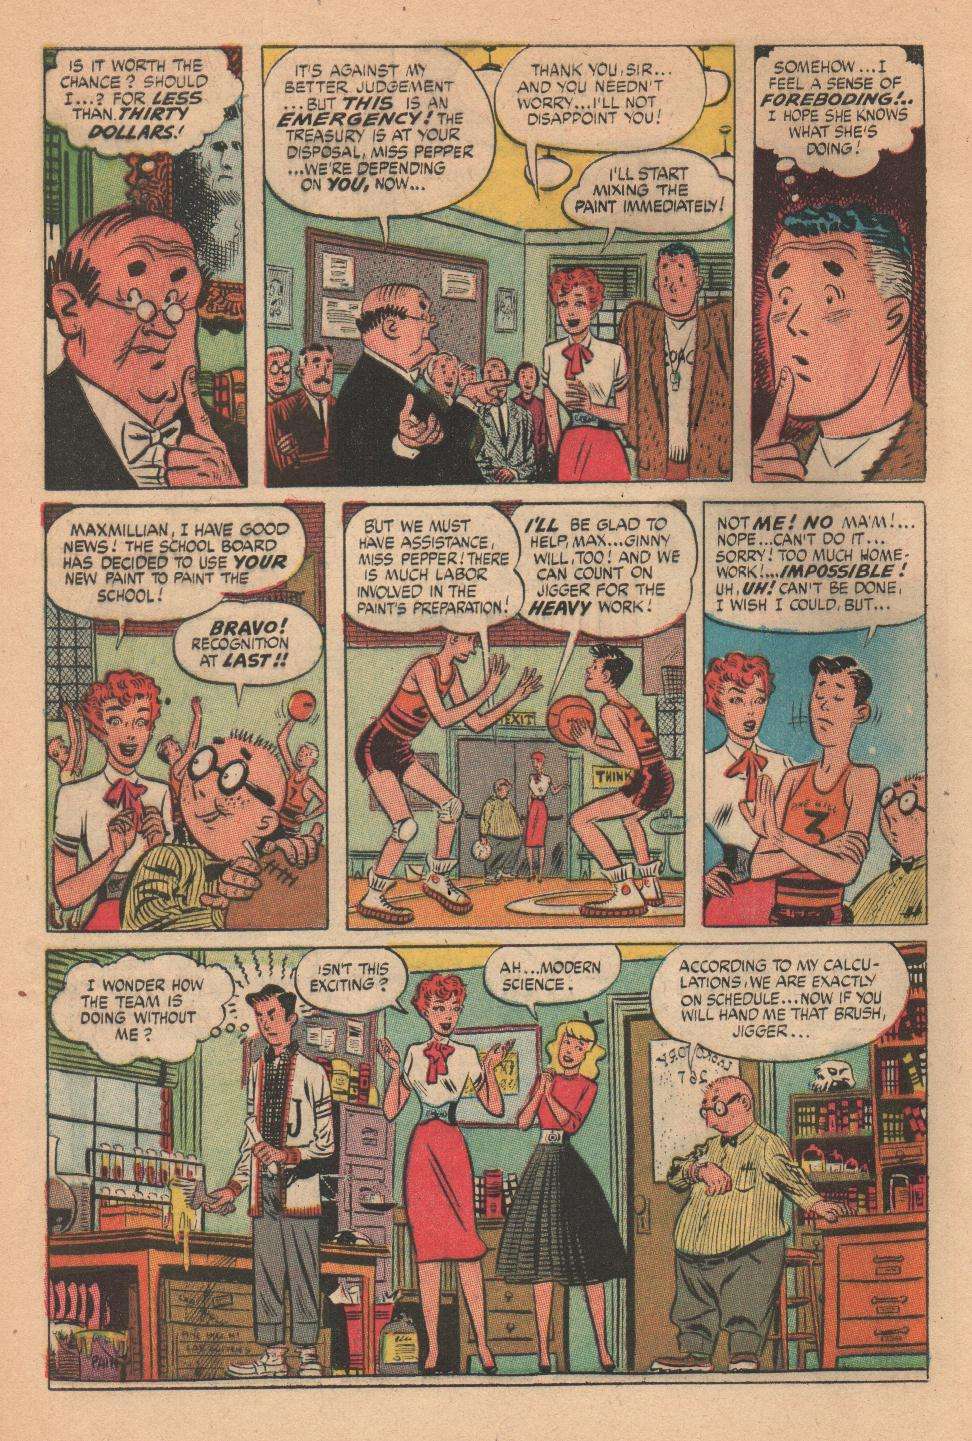 IS IT WORTH THE
CHANCE? SHOULD
I...? FOR LESS
THAN THIRTY
DOLLARS!
IT'S AGAINST MY
BETTER JUDGEMENT
...BUT THIS IS AN
EMERGENCY! THE
TREASURY IS AT YOUR
DISPOSAL, MISS PEPPER
...WE'RE DEPENDING
ON YOU, NOW...
THANK YOU, SIR...
AND YOU NEEDN'T
WORRY...I'LL NOT
DISAPPOINT YOU!
I'LL START
MIXING THE
PAINT IMMEDIATELY!
SOMEHOW...I
FEEL A SENSE OF
FOREBODING!..
I HOPE SHE KNOWS
WHAT SHE'S
DOING!
MAXMILLIAN, I HAVE GOOD
NEWS! THE SCHOOL BOARD
HAS DECIDED TO USE YOUR
NEW PAINT TO PAINT THE
SCHOOL!
BRAVO!
RECOGNITION
AT LAST!!
BUT WE MUST
HAVE ASSISTANCE,
MISS PEPPER! THERE
IS MUCH LABOR
INVOLVED IN THE
PAINT'S PREPARATION!
I'LL BE GLAD TO
HELP, MAX...GINNY
WILL, TOO! AND WE
CAN COUNT ON
JIGGER FOR THE
HEAVY WORK!
EXIT
THINK
NOT ME! NO MA'M!...
NOPE...CAN'T DO IT...
SORRY! TOO MUCH HOME-
WORK!...IMPOSSIBLE!
UH, UH! CAN'T BE DONE,
I WISH I COULD, BUT...
3
I WONDER HOW
THE TEAM IS
DOING WITHOUT
ME?
ISN'T THIS
EXCITING?
AH...MODERN
SCIENCE!
ACCORDING TO MY CALCU-
LATIONS, WE ARE EXACTLY
ON SCHEDULE...NOW IF YOU
WILL HAND ME THAT BRUSH,
JIGGER...
J
PAIN